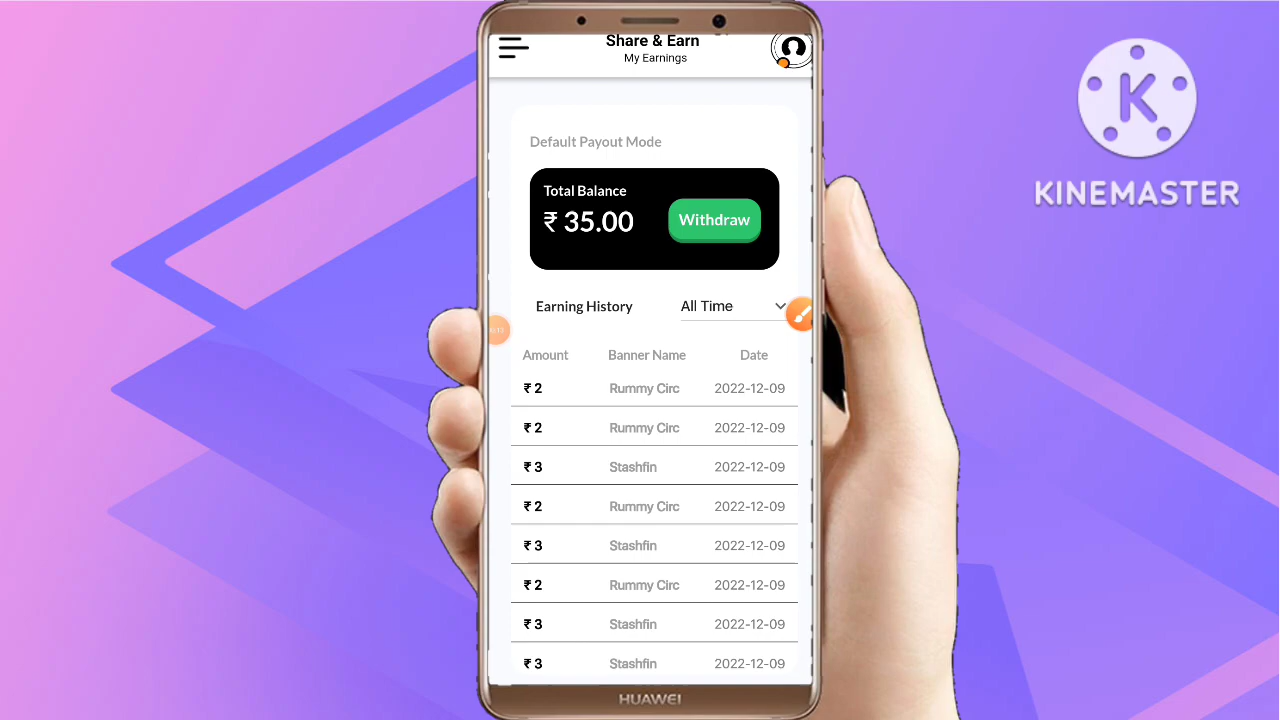 Share & Earn
My Earnings
Default Payout Mode
Total Balance
₹ 35.00
Withdraw
Earning History All Time
Amount Banner Name Date
₹ 2 Rummy Circ 2022-12-09
₹ 2 Rummy Circ 2022-12-09
₹ 3 Stashfin 2022-12-09
₹ 2 Rummy Circ 2022-12-09
₹ 3 Stashfin 2022-12-09
₹ 2 Rummy Circ 2022-12-09
₹ 3 Stashfin 2022-12-09
₹ 3 Stashfin 2022-12-09
HUAWEI
K
KINEMASTER